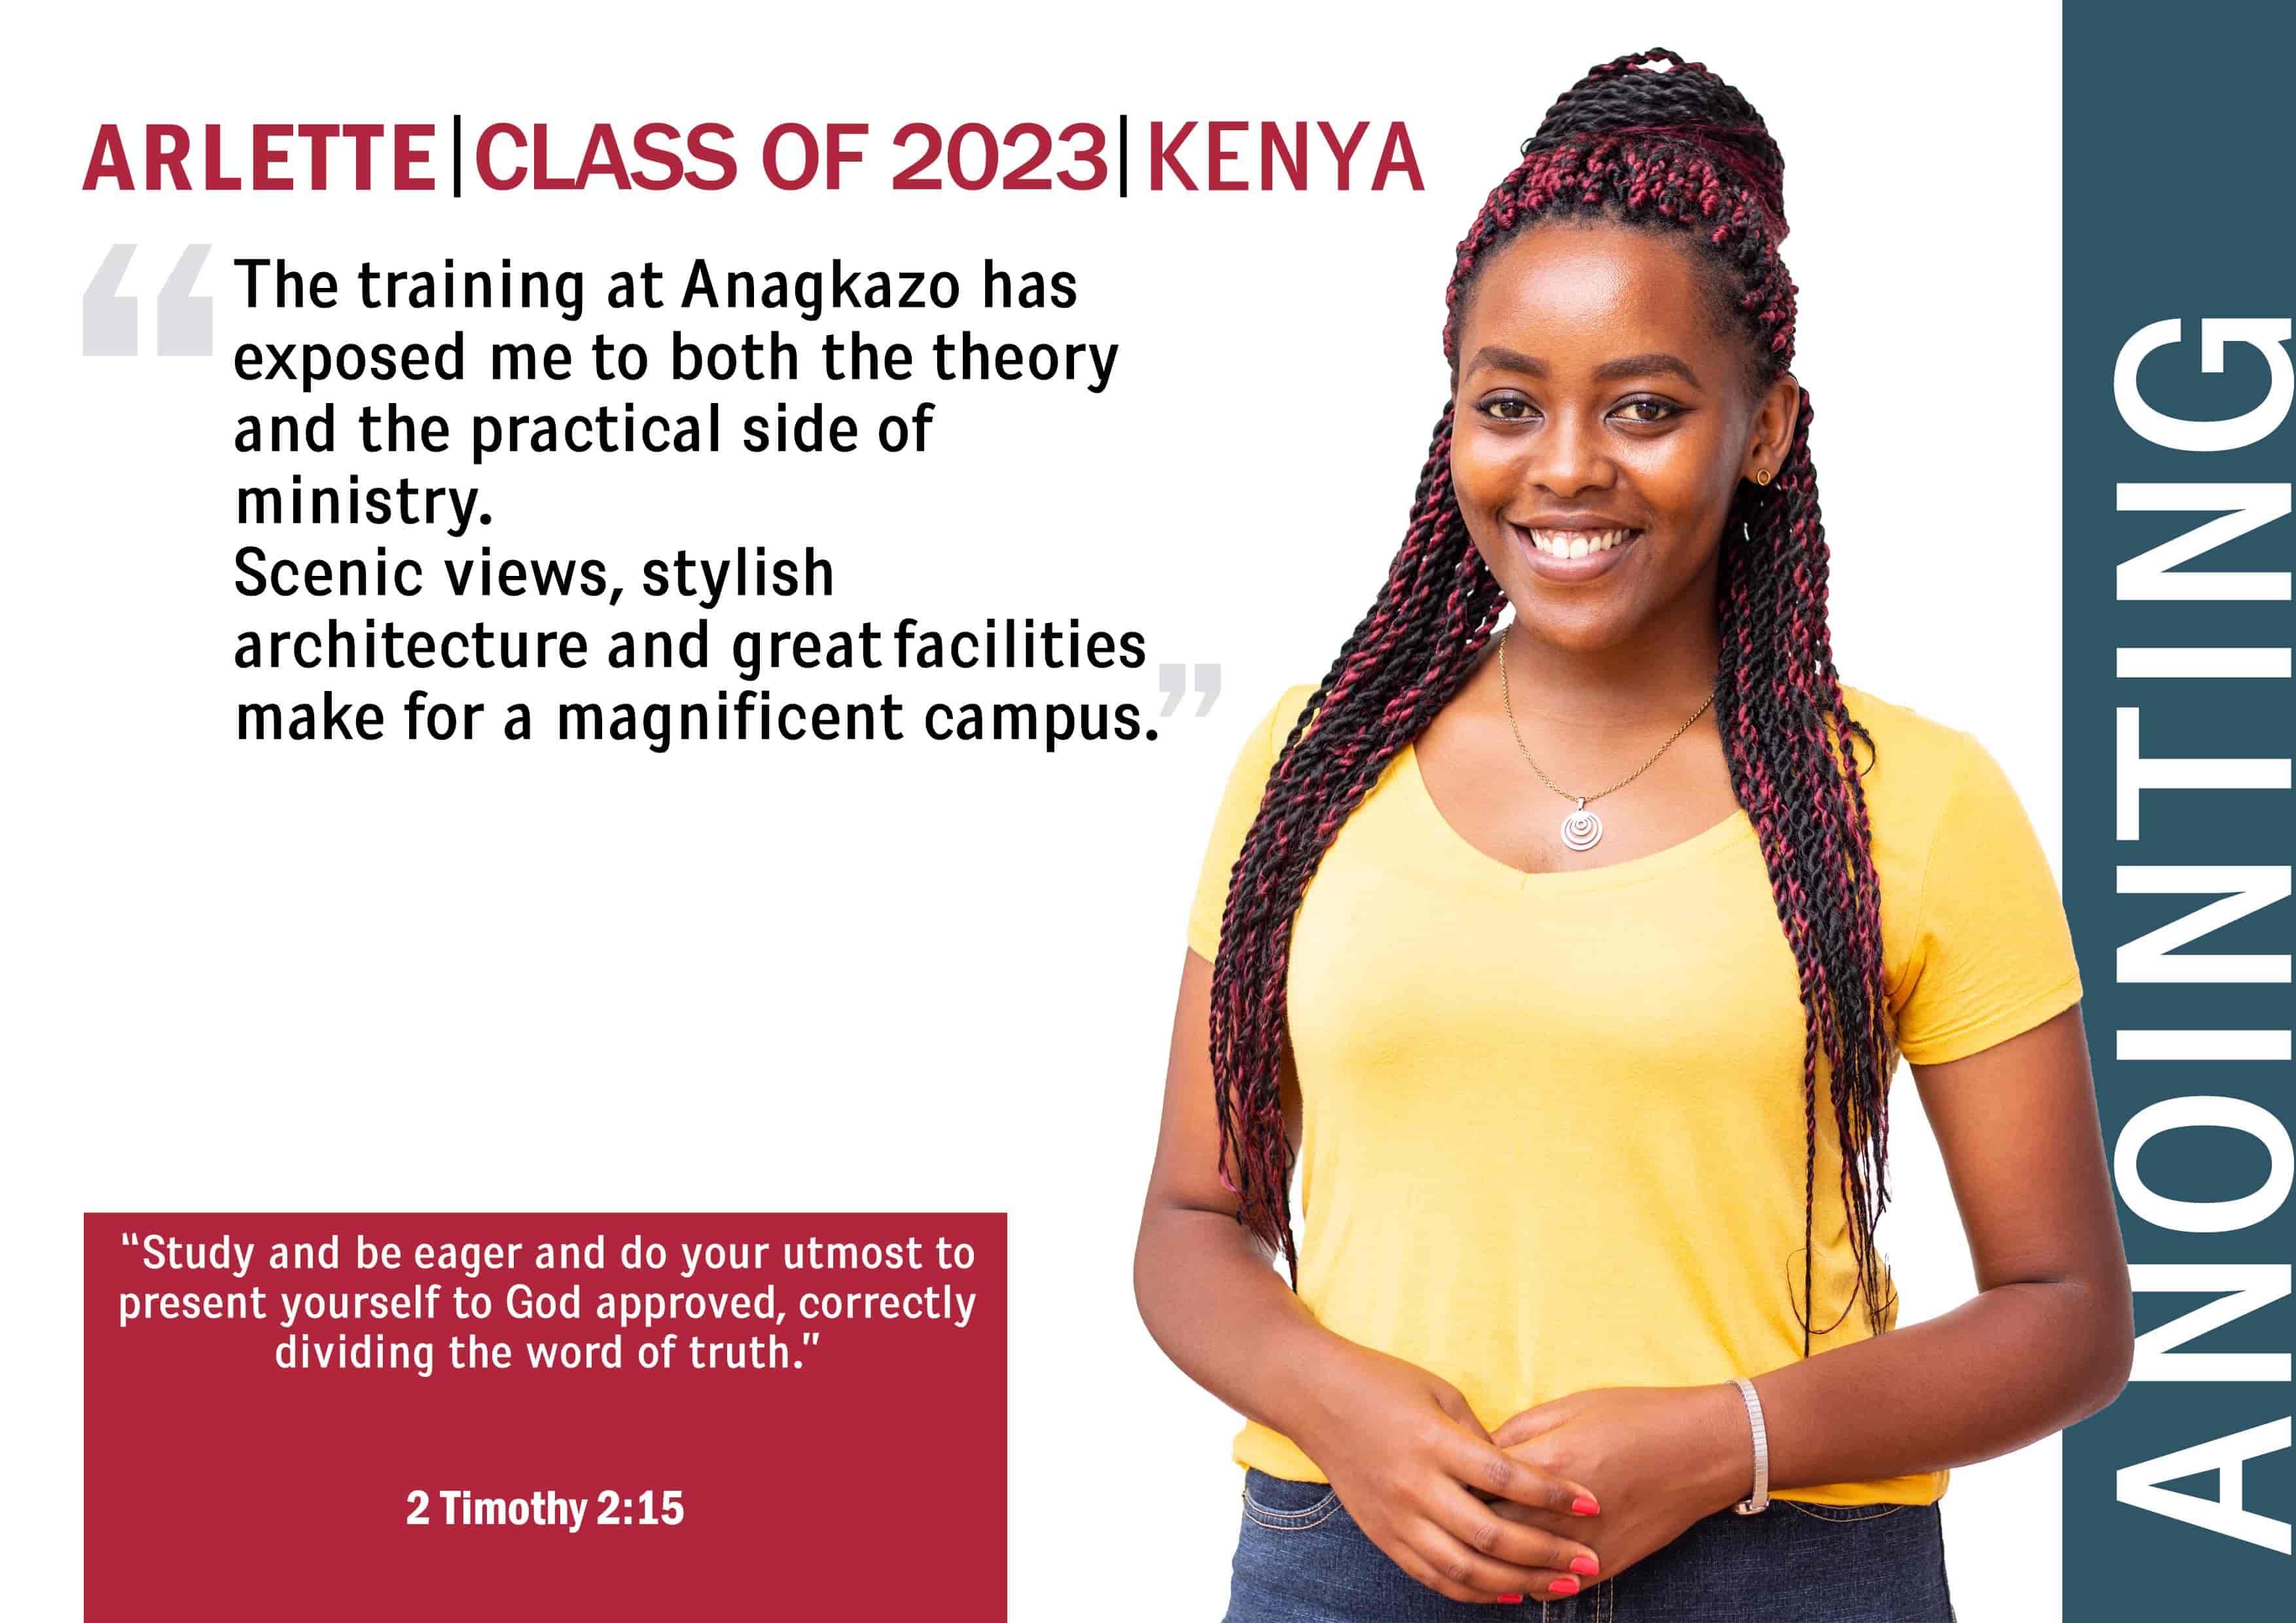 ARLETTE|CLASS OF 2023|KENYA
“The training at Anagkazo has
exposed me to both the theory
and the practical side of
ministry.
Scenic views, stylish
architecture and great facilities
make for a magnificent campus.”
“Study and be eager and do your utmost to
present yourself to God approved, correctly
dividing the word of truth.”
2 Timothy 2:15
ANOINTING